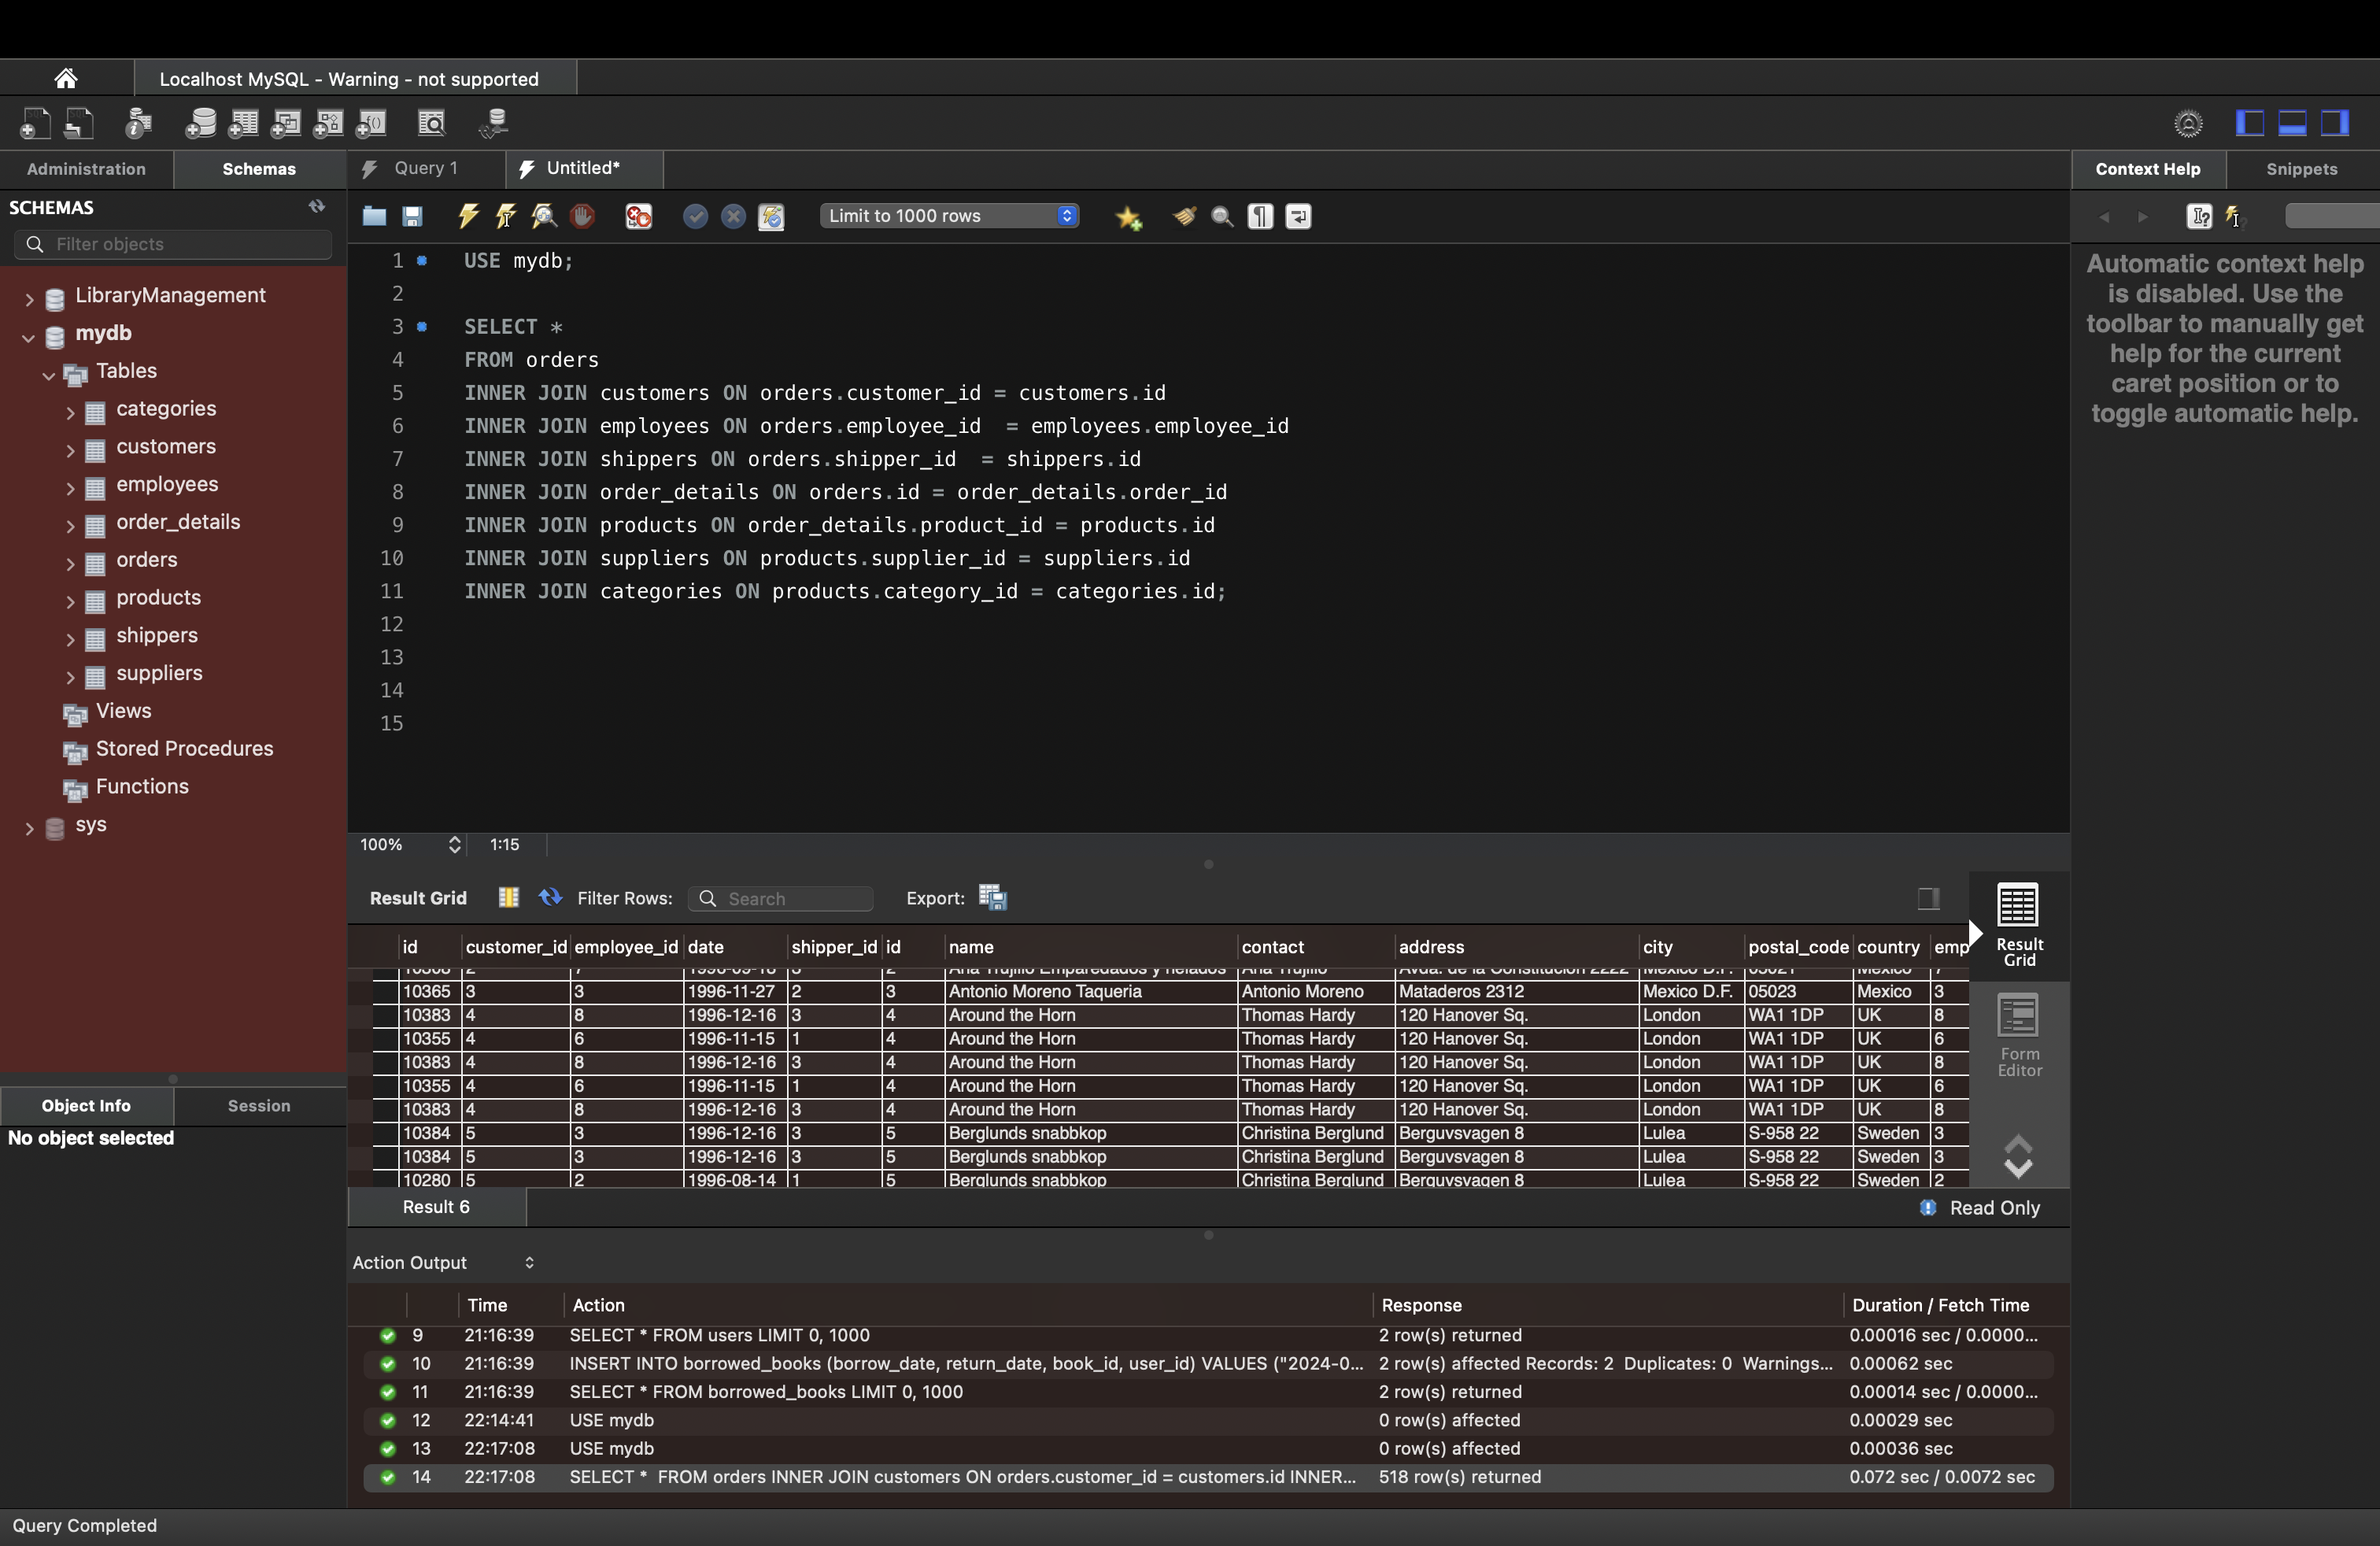 Localhost MySQL - Warning - not supported
Administration
Schemas
Query 1
Untitled*
Context Help
Snippets
SCHEMAS
Filter objects
Limit to 1000 rows
LibraryManagement
mydb
Tables
categories
customers
employees
order_details
orders
products
shippers
suppliers
Views
Stored Procedures
Functions
sys
1 USE mydb;
2
3 SELECT *
4 FROM orders
5 INNER JOIN customers ON orders.customer_id = customers.id
6 INNER JOIN employees ON orders.employee_id  = employees.employee_id
7 INNER JOIN shippers ON orders.shipper_id  = shippers.id
8 INNER JOIN order_details ON orders.id = order_details.order_id
9 INNER JOIN products ON order_details.product_id = products.id
10 INNER JOIN suppliers ON products.supplier_id = suppliers.id
11 INNER JOIN categories ON products.category_id = categories.id;
12
13
14
15
Automatic context help
is disabled. Use the
toolbar to manually get
help for the current
caret position or to
toggle automatic help.
100% 1:15
Result Grid Filter Rows: Search Export:
id customer_id employee_id date shipper_id id name contact address city postal_code country emp
10365 3 3 1996-11-27 2 3 Antonio Moreno Taqueria Antonio Moreno Mataderos 2312 Mexico D.F. 05023 Mexico 3
10383 4 8 1996-12-16 3 4 Around the Horn Thomas Hardy 120 Hanover Sq. London WA1 1DP UK 8
10355 4 6 1996-11-15 1 4 Around the Horn Thomas Hardy 120 Hanover Sq. London WA1 1DP UK 6
10383 4 8 1996-12-16 3 4 Around the Horn Thomas Hardy 120 Hanover Sq. London WA1 1DP UK 8
10355 4 6 1996-11-15 1 4 Around the Horn Thomas Hardy 120 Hanover Sq. London WA1 1DP UK 6
10383 4 8 1996-12-16 3 4 Around the Horn Thomas Hardy 120 Hanover Sq. London WA1 1DP UK 8
10384 5 3 1996-12-16 3 5 Berglunds snabbkop Christina Berglund Berguvsvagen 8 Lulea S-958 22 Sweden 3
10384 5 3 1996-12-16 3 5 Berglunds snabbkop Christina Berglund Berguvsvagen 8 Lulea S-958 22 Sweden 3
10280 5 2 1996-08-14 1 5 Berglunds snabbkop Christina Berglund Berguvsvagen 8 Lulea S-958 22 Sweden 2
Result
Grid
Form
Editor
Object Info
Session
No object selected
Result 6
Read Only
Action Output
Time Action Response Duration / Fetch Time
9 21:16:39 SELECT * FROM users LIMIT 0, 1000 2 row(s) returned 0.00016 sec / 0.0000...
10 21:16:39 INSERT INTO borrowed_books (borrow_date, return_date, book_id, user_id) VALUES ("2024-0... 2 row(s) affected Records: 2  Duplicates: 0  Warnings... 0.00062 sec
11 21:16:39 SELECT * FROM borrowed_books LIMIT 0, 1000 2 row(s) returned 0.00014 sec / 0.0000...
12 22:14:41 USE mydb 0 row(s) affected 0.00029 sec
13 22:17:08 USE mydb 0 row(s) affected 0.00036 sec
14 22:17:08 SELECT *  FROM orders INNER JOIN customers ON orders.customer_id = customers.id INNER... 518 row(s) returned 0.072 sec / 0.0072 sec
Query Completed